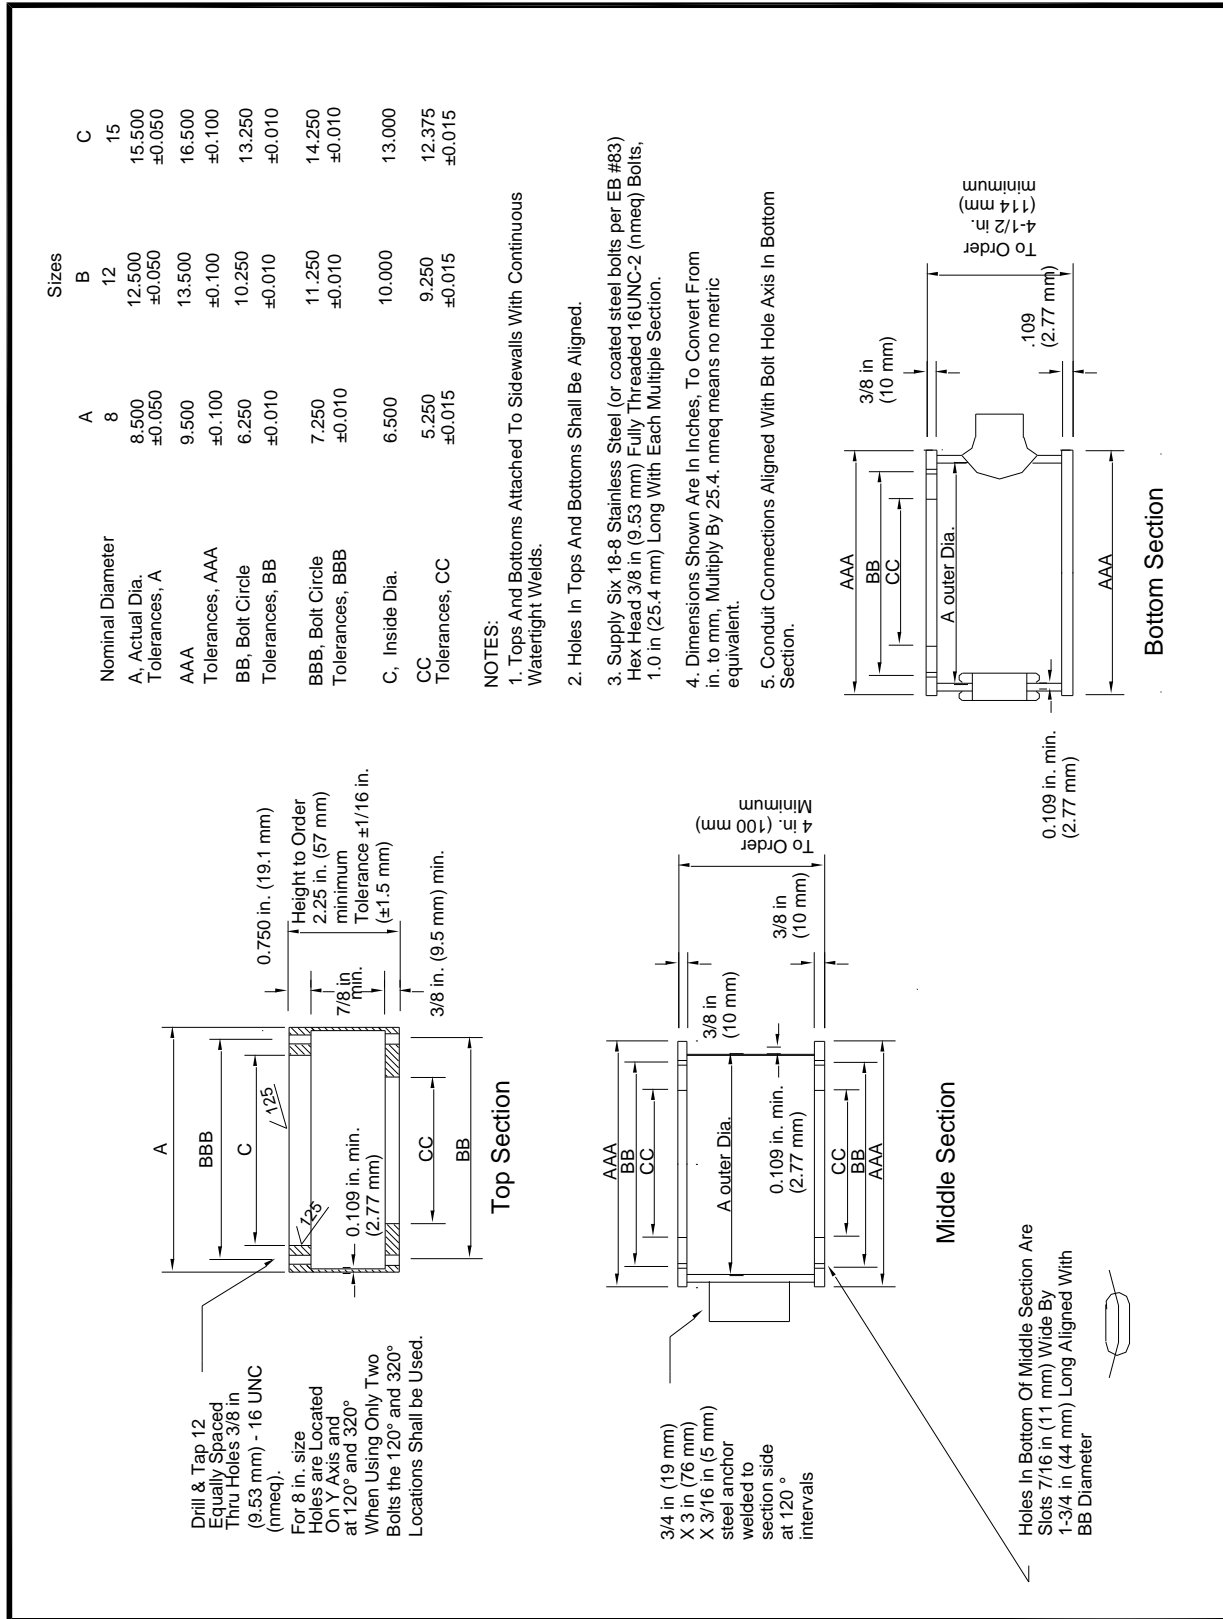 Drill & Tap 12
Equally Spaced
Thru Holes 3/8 in
(9.53 mm) - 16 UNC
(nmeq).
For 8 in. size
Holes are Located
On Y Axis and
at 120° and 320°
When Using Only Two
Bolts the 120° and 320°
Locations Shall be Used.
A
BBB
C
125
125
0.109 in. min.
(2.77 mm)
CC
BB
0.750 in. (19.1 mm)
Height to Order
2.25 in. (57 mm)
minimum
Tolerance ±1/16 in.
(±1.5 mm)
7/8 in
min.
3/8 in. (9.5 mm) min.
Top Section
Sizes
A B C
Nominal Diameter 8 12 15
A, Actual Dia. 8.500 12.500 15.500
Tolerances, A ±0.050 ±0.050 ±0.050
AAA 9.500 13.500 16.500
Tolerances, AAA ±0.100 ±0.100 ±0.100
BB, Bolt Circle 6.250 10.250 13.250
Tolerances, BB ±0.010 ±0.010 ±0.010
BBB, Bolt Circle 7.250 11.250 14.250
Tolerances, BBB ±0.010 ±0.010 ±0.010
C, Inside Dia. 6.500 10.000 13.000
CC 5.250 9.250 12.375
Tolerances, CC ±0.015 ±0.015 ±0.015
NOTES:
1. Tops And Bottoms Attached To Sidewalls With Continuous
Watertight Welds.
2. Holes In Tops And Bottoms Shall Be Aligned.
3. Supply Six 18-8 Stainless Steel (or coated steel bolts per EB #83)
Hex Head 3/8 in (9.53 mm) Fully Threaded 16UNC-2 (nmeq) Bolts,
1.0 in (25.4 mm) Long With Each Multiple Section.
4. Dimensions Shown Are In Inches, To Convert From
in. to mm, Multiply By 25.4. nmeq means no metric
equivalent.
5. Conduit Connections Aligned With Bolt Hole Axis In Bottom
Section.
3/4 in (19 mm)
X 3 in (76 mm)
X 3/16 in (5 mm)
steel anchor
welded to
section side
at 120 °
intervals
AAA
BB
CC
A outer Dia.
0.109 in. min.
(2.77 mm)
CC
BB
AAA
3/8 in
(10 mm)
3/8 in
(10 mm)
To Order
4 in. (100 mm)
Minimum
Middle Section
Holes In Bottom Of Middle Section Are
Slots 7/16 in (11 mm) Wide By
1-3/4 in (44 mm) Long Aligned With
BB Diameter
AAA
BB
CC
A outer Dia.
AAA
0.109 in. min.
(2.77 mm)
3/8 in
(10 mm)
.109
(2.77 mm)
To Order
4-1/2 in.
(114 mm)
minimum
Bottom Section